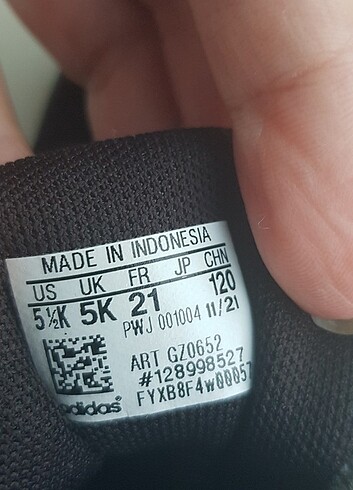 MADE IN INDONESIA
US UK FR JP CHN
5½K 5K 21 120
PWJ 001004 11/21
ART GZ0652
#128998527
FYXB8F4W00057
adidas